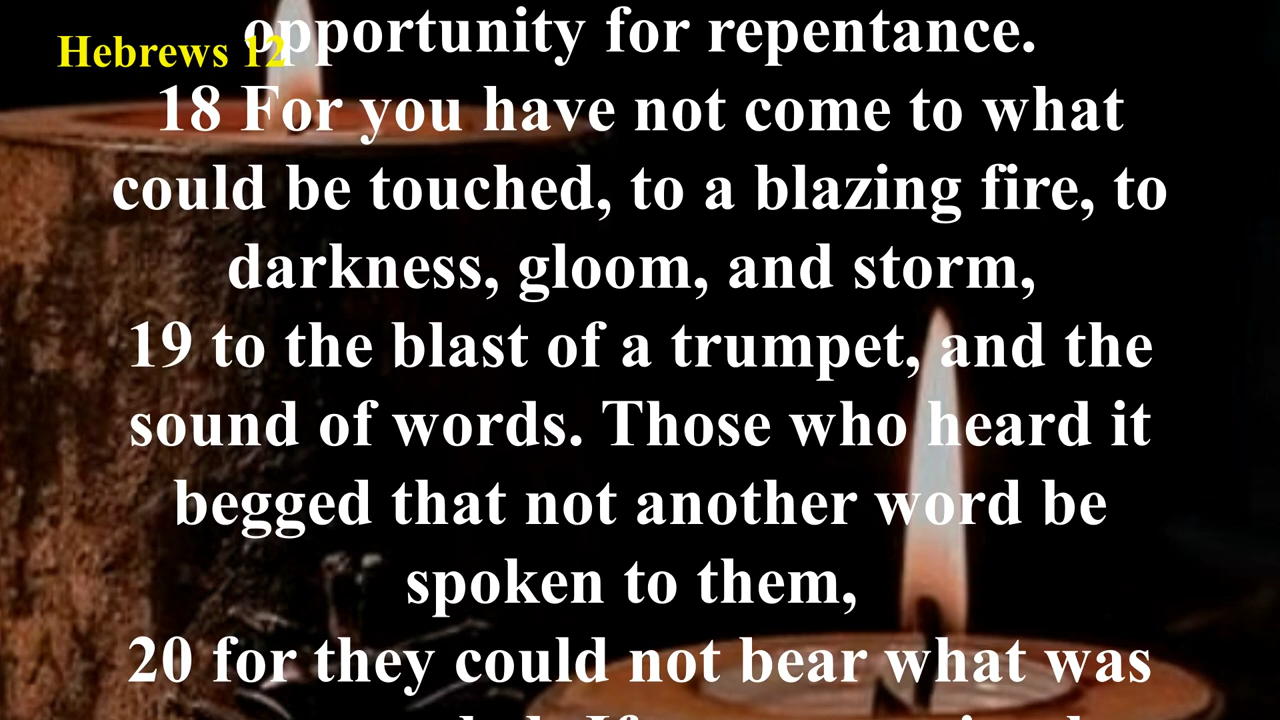 Hebrews 12
opportunity for repentance.
18 For you have not come to what
could be touched, to a blazing fire, to
darkness, gloom, and storm,
19 to the blast of a trumpet, and the
sound of words. Those who heard it
begged that not another word be
spoken to them,
20 for they could not bear what was